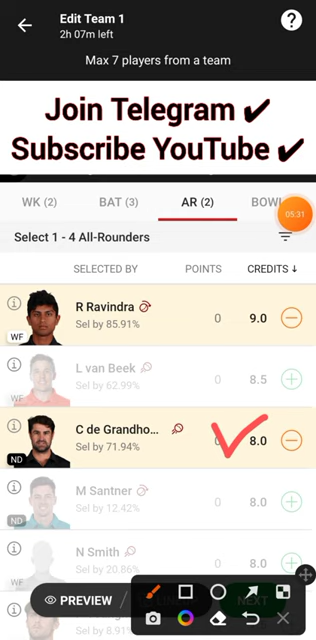 Edit Team 1
2h 07m left
?
Max 7 players from a team
Join Telegram ✔
Subscribe YouTube ✔
WK (2) BAT (3) AR (2) BOWL
05:31
Select 1 - 4 All-Rounders
SELECTED BY POINTS CREDITS ↓
R Ravindra
Sel by 85.91%
0 9.0
WF
L van Beek
Sel by 62.99%
0 8.5
WF
C de Grandho...
Sel by 71.94%
0 8.0
ND
M Santner
Sel by 12.42%
0 8.0
ND
N Smith
Sel by 20.86%
0 8.0
WF
PREVIEW
NEXT
Sel by 8.91%